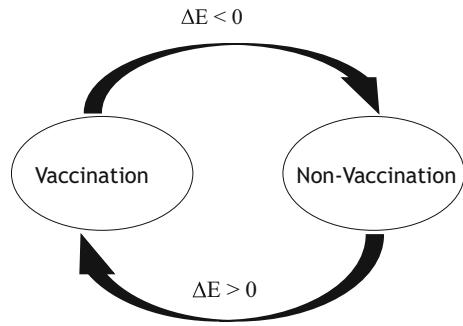 ΔE < 0
Vaccination
Non-Vaccination
ΔE > 0